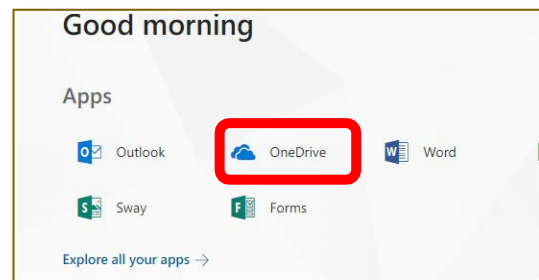 Good morning
Apps
Outlook OneDrive Word
Sway Forms
Explore all your apps →